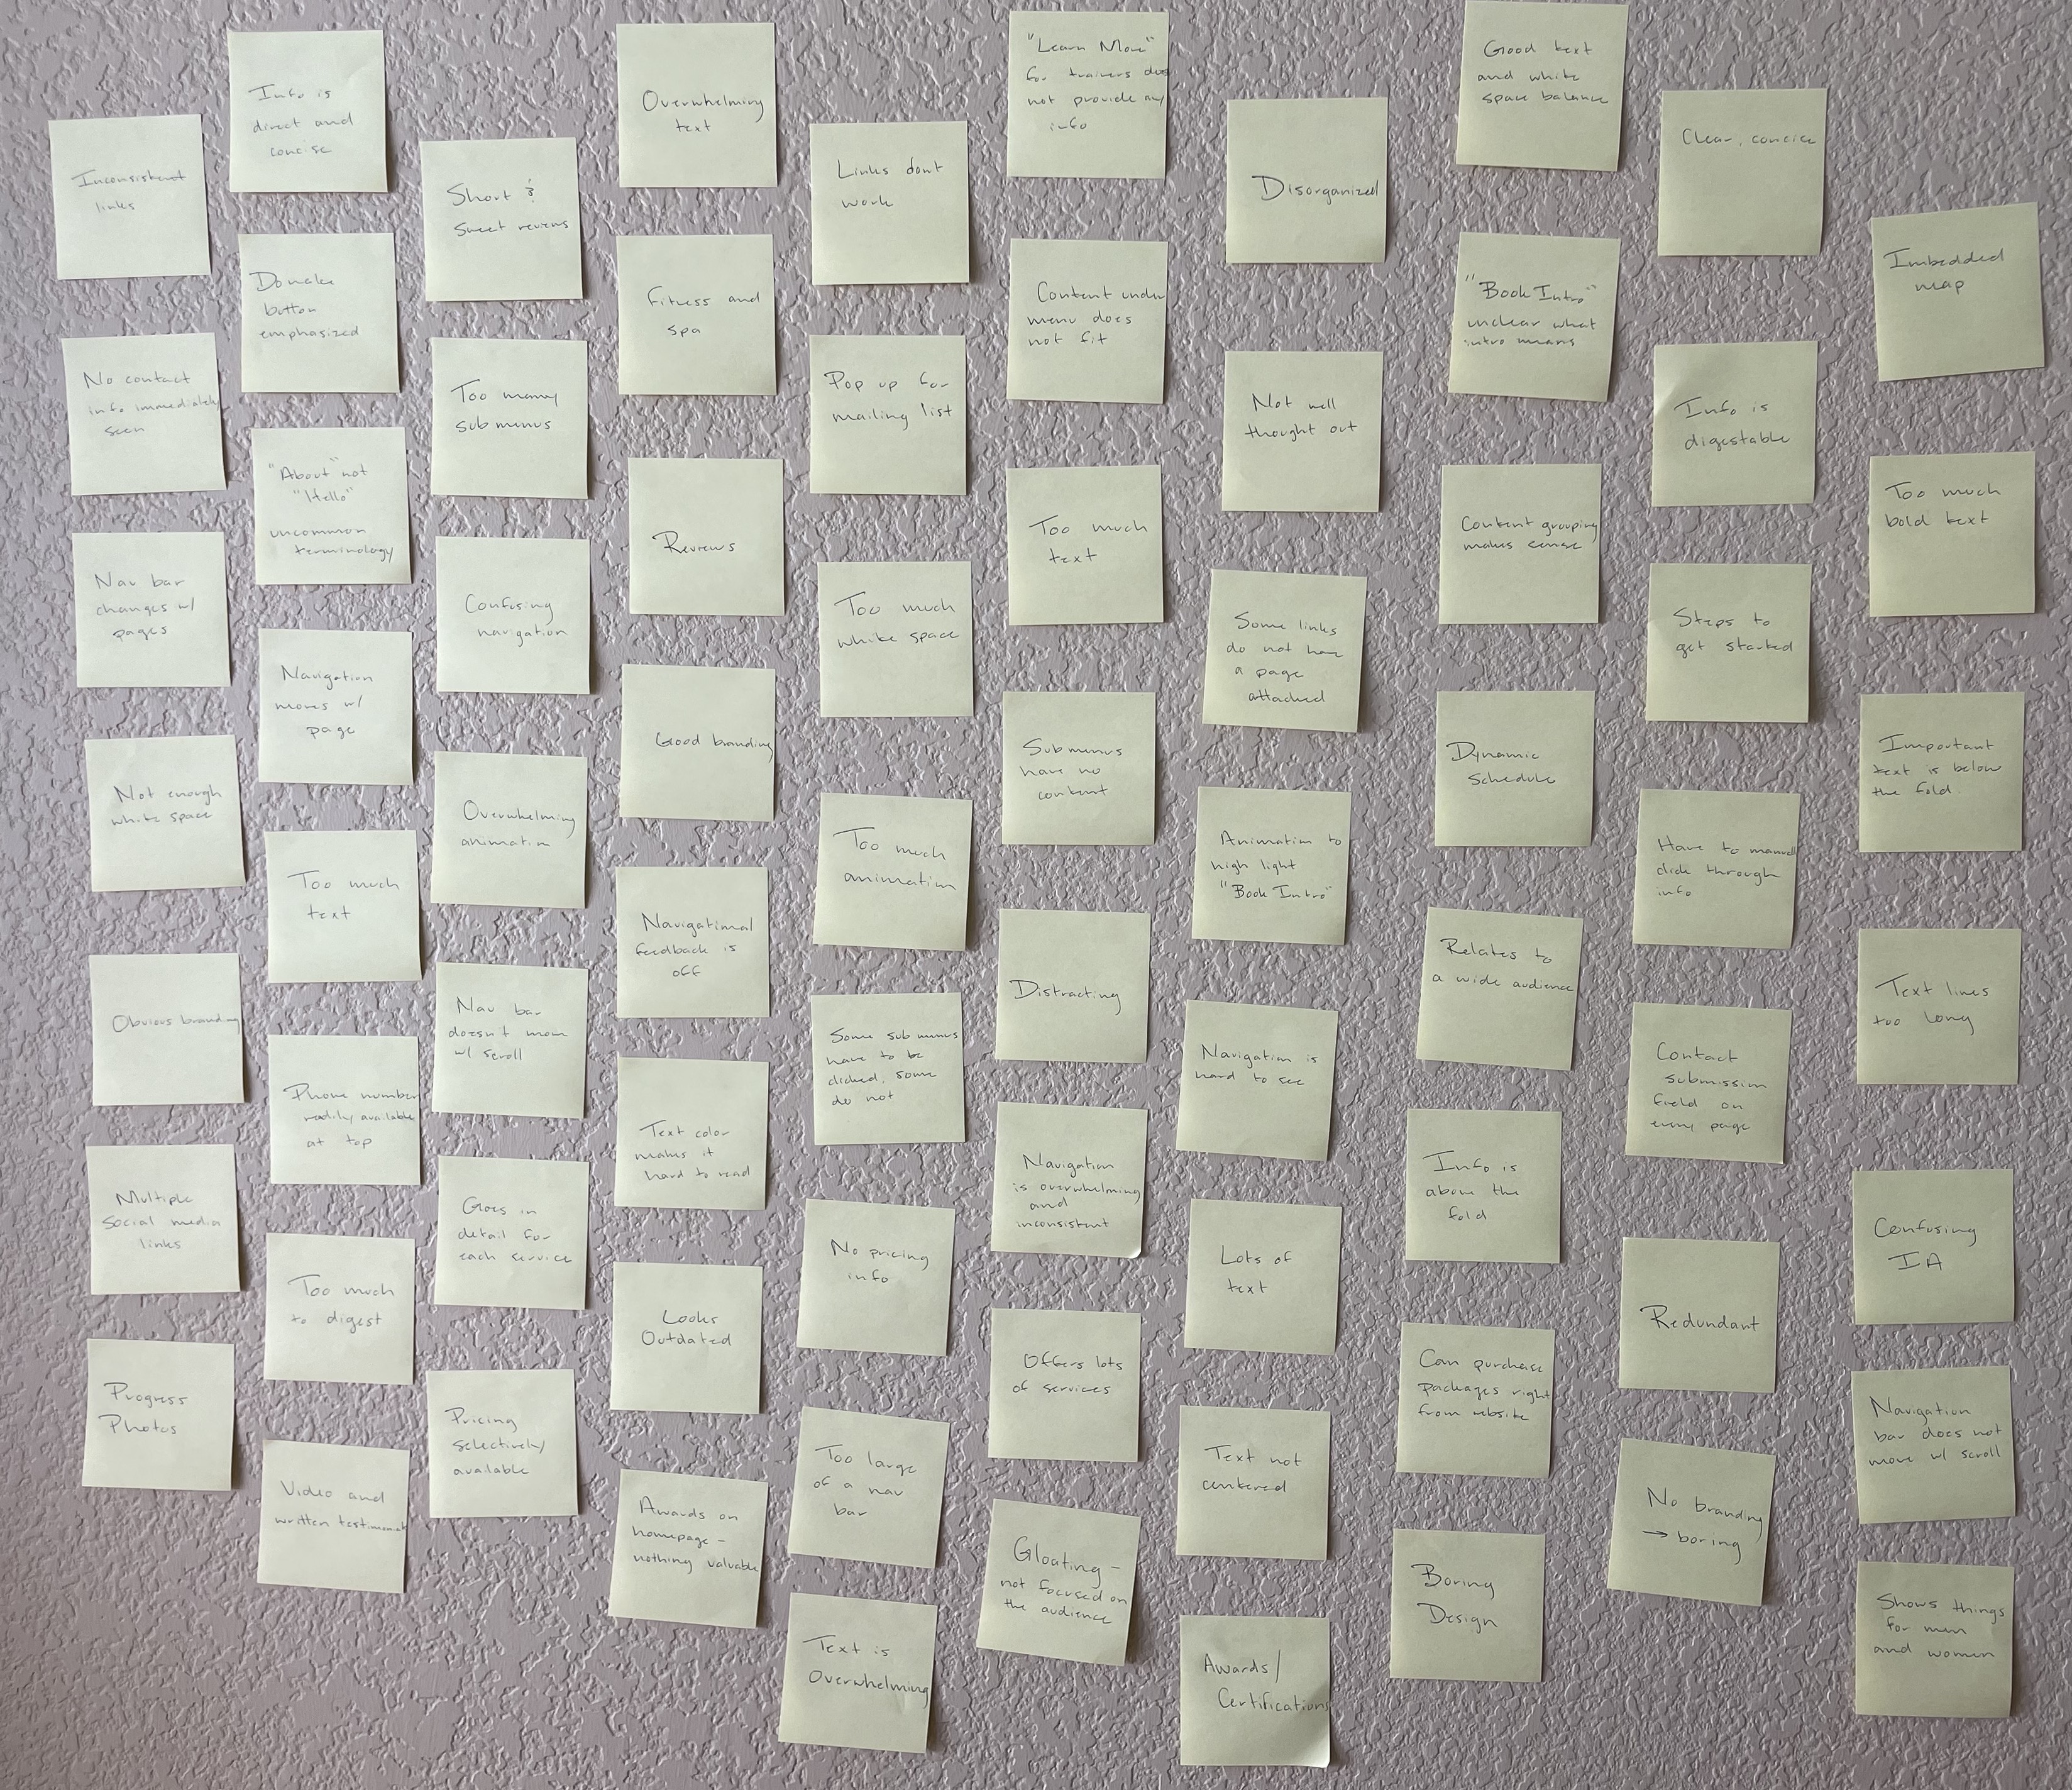 Inconsistent
links
No contact
info immediately
seen
Nav bar
changes w/
pages
Not enough
white space
Obvious branding
Multiple
social media
links
Progress
Photos
Info is
direct and
concise
Donate
button
emphasized
"About" not
"Hello"
uncommon
terminology
Navigation
moves w/
page
Too much
text
Phone number
readily available
at top
Too much
to digest
Video and
written testimonials
Short &
Sweet reviews
Too many
submenus
Confusing
navigation
Overwhelming
animation
Nav bar
doesn't move
w/ scroll
Goes in
detail for
each service
Pricing
selectively
available
Overwhelming
text
Fitness and
spa
Reviews
Good branding
Navigational
feedback is
off
Text color
makes it
hard to read
Looks
Outdated
Awards on
homepage -
nothing valuable
Links dont
work
Pop up for
mailing list
Too much
white space
Too much
animation
Some sub menus
have to be
clicked, some
do not
No pricing
info
Too large
of a nav
bar
Text is
Overwhelming
"Learn More"
for trainers does
not provide any
info
Content under
menu does
not fit
Too much
text
Sub menus
have no
content
Distracting
Navigation
is overwhelming
and
inconsistent
Offers lots
of services
Gloating -
not focused on
the audience
Disorganized
Not well
thought out
Some links
do not have
a page
attached
Animation to
high light
"Book Intro"
Navigation is
hard to see
Lots of
text
Text not
centered
Awards/
Certifications
Good text
and white
space balance
"Book Intro"
unclear what
intro means
Content grouping
makes sense
Dynamic
Schedule
Relates to
a wide audience
Info is
above the
fold
Can purchase
packages right
from website
Boring
Design
Clear, concise
Info is
digestable
Steps to
get started
Have to manually
click through
info
Contact
submission
field on
every page
Redundant
No branding
→ boring
Imbedded
map
Too much
bold text
Important
text is below
the fold.
Text lines
too long
Confusing
IA
Navigation
bar does not
move w/ scroll
Shows things
for men
and women